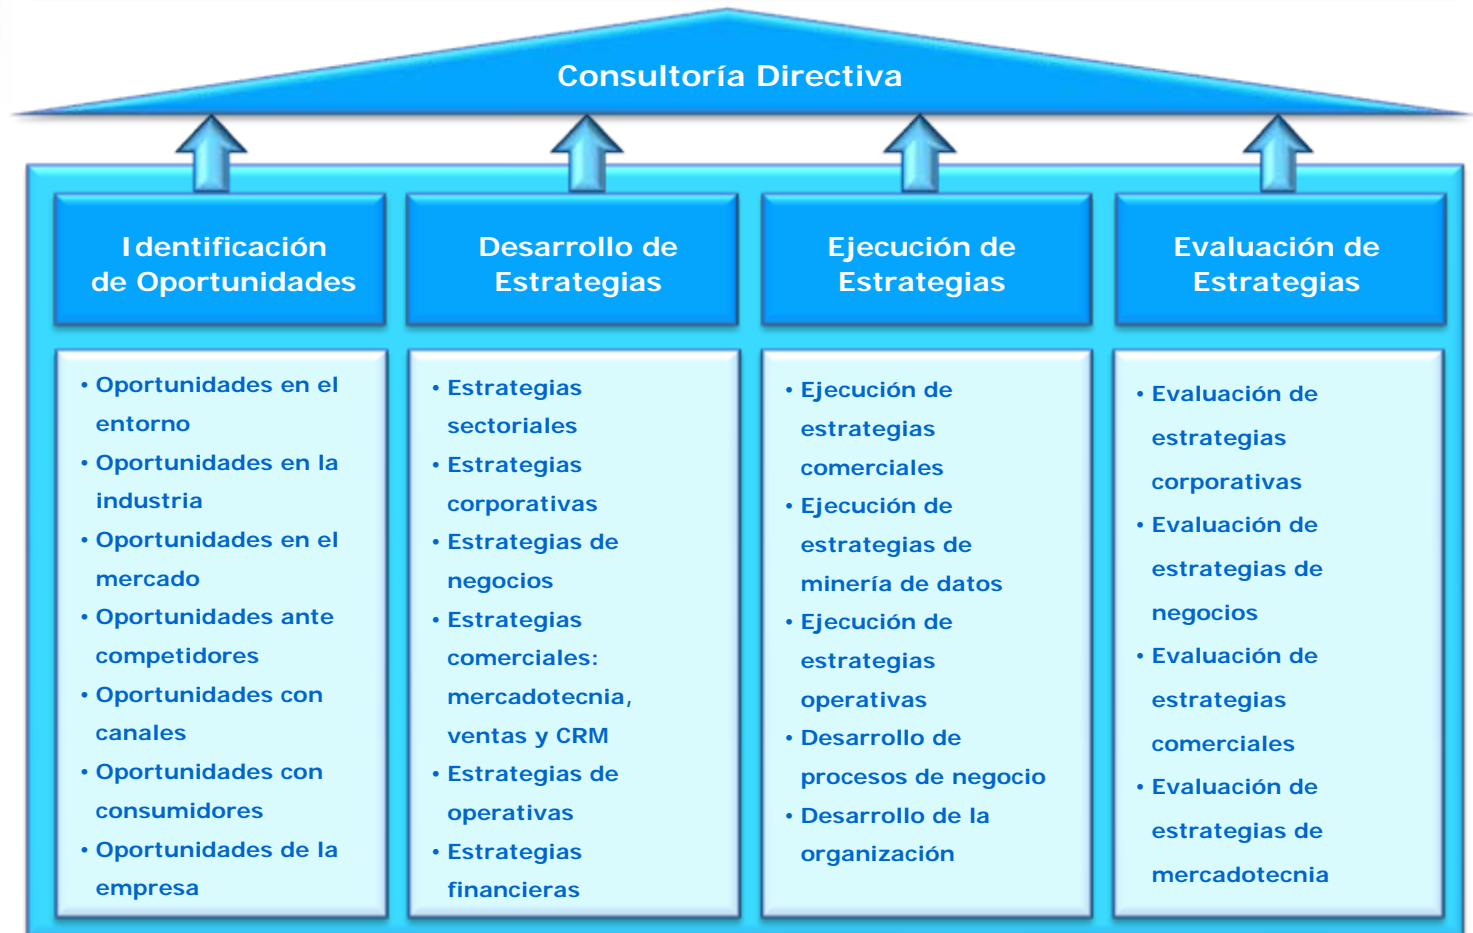 Consultoría Directiva
Identificación
de Oportunidades
Desarrollo de
Estrategias
Ejecución de
Estrategias
Evaluación de
Estrategias
• Oportunidades en el
entorno
• Oportunidades en la
industria
• Oportunidades en el
mercado
• Oportunidades ante
competidores
• Oportunidades con
canales
• Oportunidades con
consumidores
• Oportunidades de la
empresa
• Estrategias
sectoriales
• Estrategias
corporativas
• Estrategias de
negocios
• Estrategias
comerciales:
mercadotecnia,
ventas y CRM
• Estrategias de
operativas
• Estrategias
financieras
• Ejecución de
estrategias
comerciales
• Ejecución de
estrategias de
minería de datos
• Ejecución de
estrategias
operativas
• Desarrollo de
procesos de negocio
• Desarrollo de la
organización
• Evaluación de
estrategias
corporativas
• Evaluación de
estrategias de
negocios
• Evaluación de
estrategias
comerciales
• Evaluación de
estrategias de
mercadotecnia